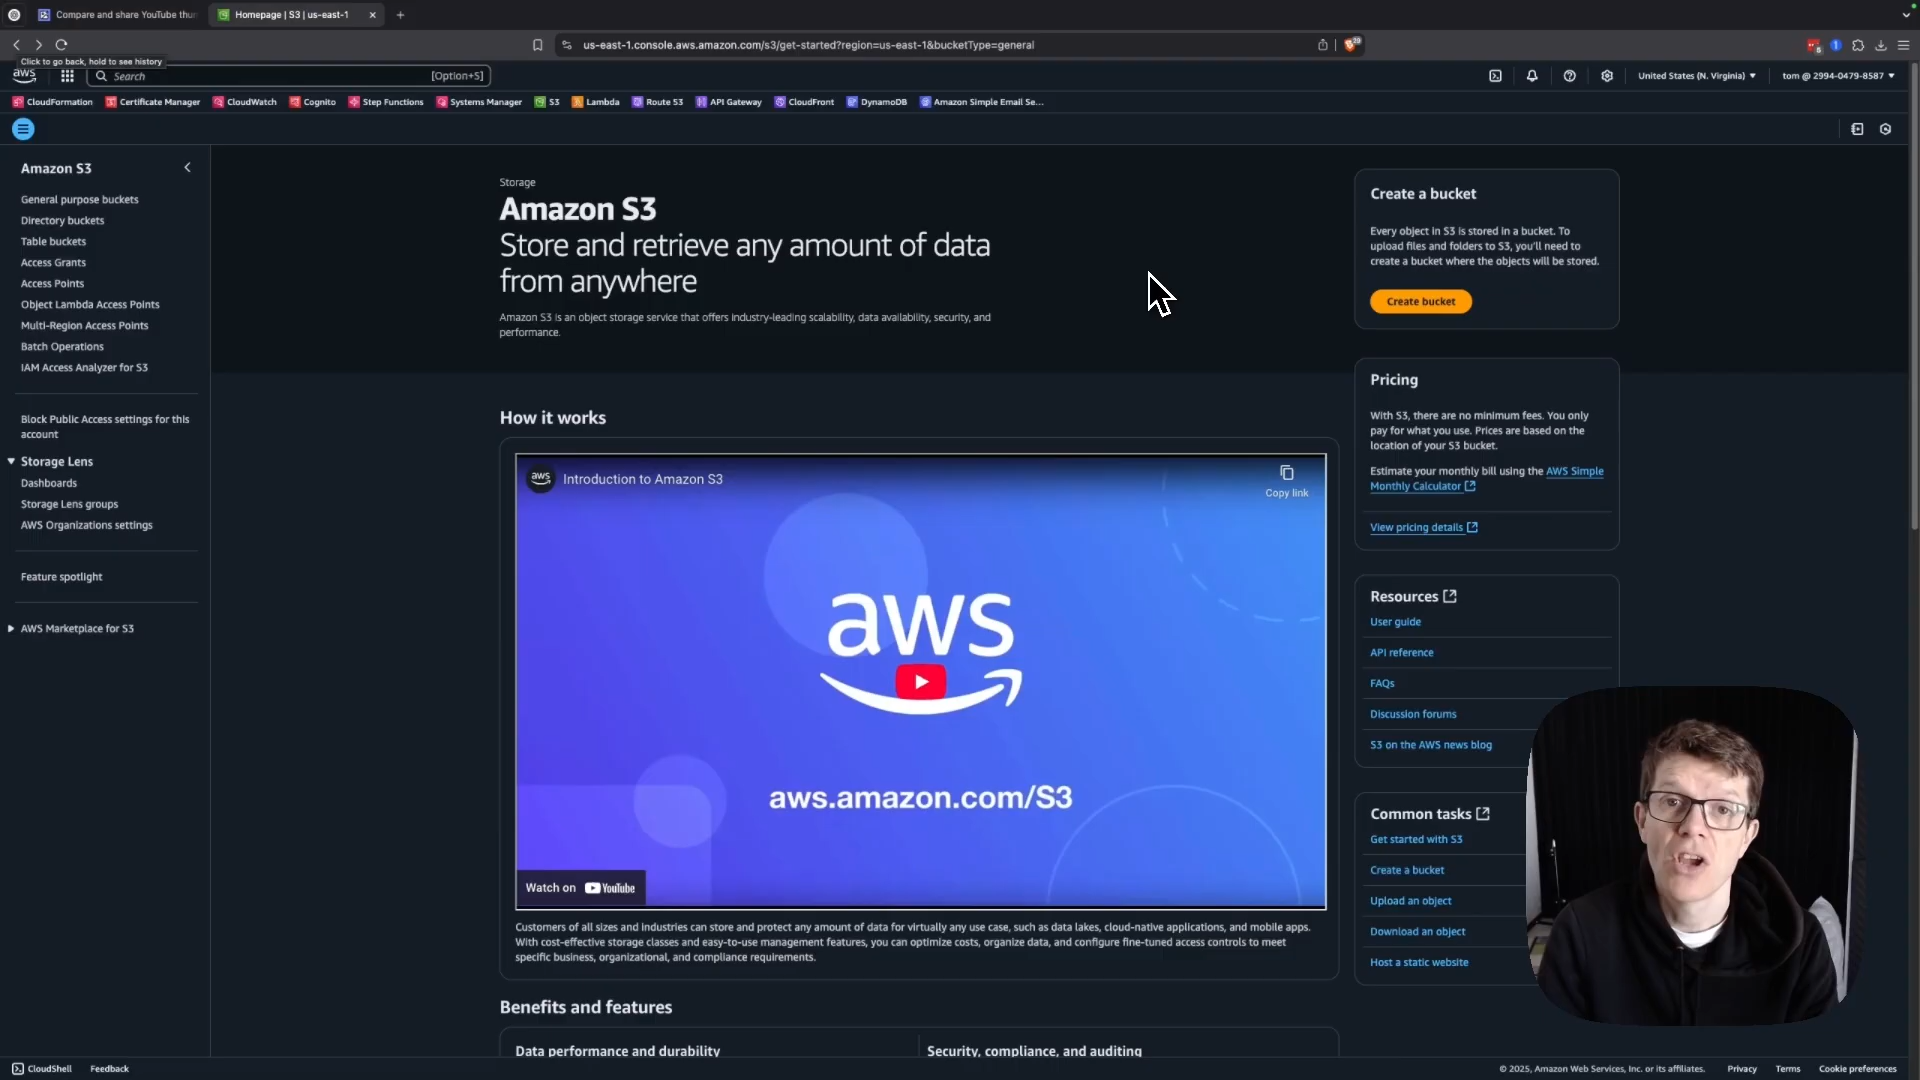 Compare and share YouTube thur
Homepage | S3 | us-east-1
us-east-1.console.aws.amazon.com/s3/get-started?region=us-east-1&bucketType=general
Click to go back, hold to see history
aws
Search
[Option+S]
United States (N. Virginia)
tom @ 2994-0479-8587
CloudFormation
Certificate Manager
CloudWatch
Cognito
Step Functions
Systems Manager
S3
Lambda
Route 53
API Gateway
CloudFront
DynamoDB
Amazon Simple Email Se...
Amazon S3
General purpose buckets
Directory buckets
Table buckets
Access Grants
Access Points
Object Lambda Access Points
Multi-Region Access Points
Batch Operations
IAM Access Analyzer for S3
Block Public Access settings for this
account
Storage Lens
Dashboards
Storage Lens groups
AWS Organizations settings
Feature spotlight
AWS Marketplace for S3
Storage
Amazon S3
Store and retrieve any amount of data
from anywhere
Amazon S3 is an object storage service that offers industry-leading scalability, data availability, security, and
performance.
How it works
aws
Introduction to Amazon S3
Copy link
aws
aws.amazon.com/S3
Watch on YouTube
Customers of all sizes and industries can store and protect any amount of data for virtually any use case, such as data lakes, cloud-native applications, and mobile apps.
With cost-effective storage classes and easy-to-use management features, you can optimize costs, organize data, and configure fine-tuned access controls to meet
specific business, organizational, and compliance requirements.
Benefits and features
Data performance and durability
Security, compliance, and auditing
Create a bucket
Every object in S3 is stored in a bucket. To
upload files and folders to S3, you'll need to
create a bucket where the objects will be stored.
Create bucket
Pricing
With S3, there are no minimum fees. You only
pay for what you use. Prices are based on the
location of your S3 bucket.
Estimate your monthly bill using the AWS Simple
Monthly Calculator
View pricing details
Resources
User guide
API reference
FAQs
Discussion forums
S3 on the AWS news blog
Common tasks
Get started with S3
Create a bucket
Upload an object
Download an object
Host a static website
CloudShell
Feedback
© 2025, Amazon Web Services, Inc. or its affiliates.
Privacy
Terms
Cookie preferences